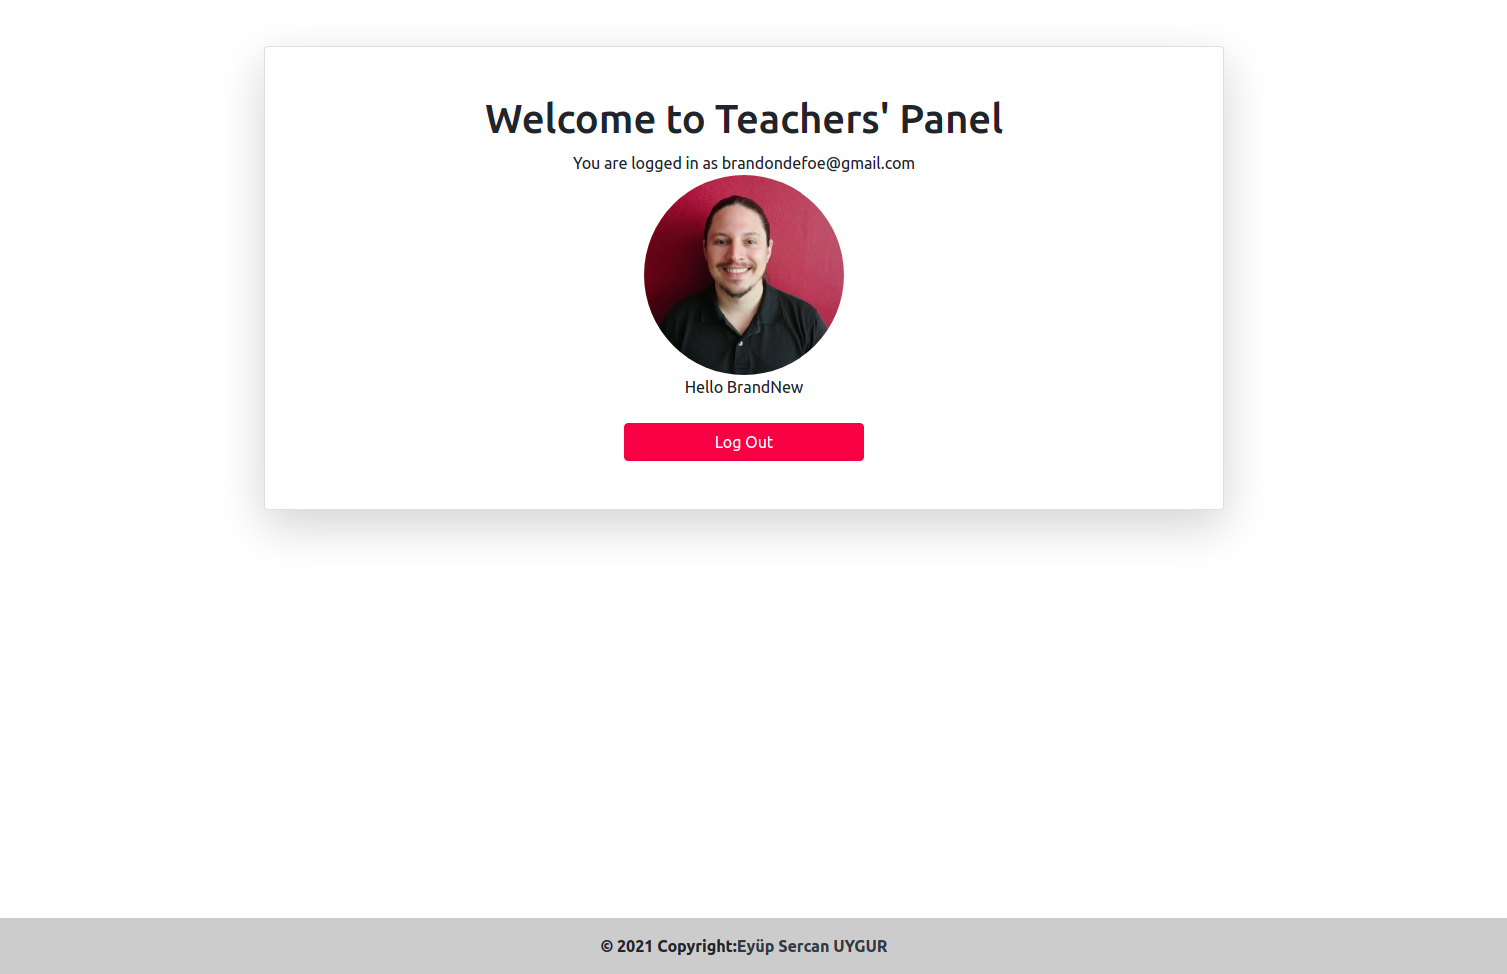 Welcome to Teachers' Panel
You are logged in as brandondefoe@gmail.com
Hello BrandNew
Log Out
© 2021 Copyright:Eyüp Sercan UYGUR